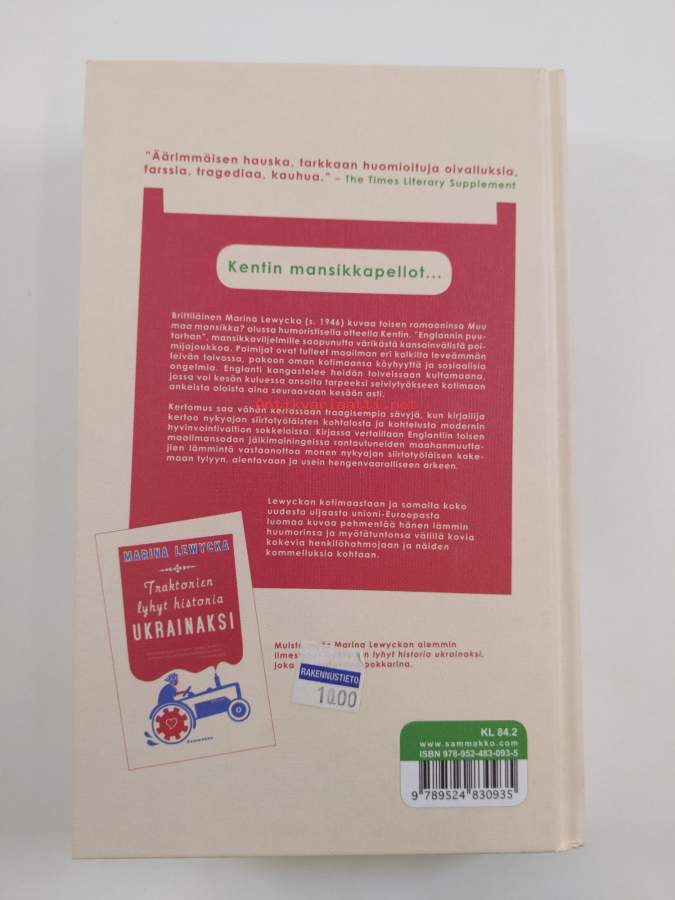 "Äärimmäisen hauska, tarkkaan huomioituja oivalluksia,
farssia, tragediaa, kauhua." – The Times Literary Supplement
Kentin mansikkapellot...
Brittiläinen Marina Lewycka (s. 1946) kuvaa toisen romaaninsa Muu
maa mansikka? alussa humoristisella otteella Kentin, "Englannin puu-
tarhan", mansikkaviljelmille saapunutta värikästä kansainvälistä poi-
mijajoukkoa. Poimijat ovat tulleet maailman eri kolkilta leveämmän
leivän toivossa, pakoon oman kotimaansa köyhyyttä ja sosiaalisia
ongelmia. Englanti kangastelee heidän toiveissaan kultamaana,
jossa voi kesän kuluessa ansaita tarpeeksi selviytyäkseen kotimaan
ankeista oloista aina seuraavaan kesään asti.
Antikvariaatti.net
Kertomus saa vähän kerrassaan traagisempia sävyjä, kun kirjailija
kertoo nykyajan siirtotyöläisten kohtalosta ja kohtelusta modernin
hyvinvointivaltion sokkeloissa. Kirjassa vertaillaan Englantiin toisen
maailmansodan jälkimainingeissa rantautuneiden maahanmuutta-
jien lämmintä vastaanottoa monen nykyajan siirtotyöläisen koke-
maan tylyyn, alentavaan ja usein hengenvaaralliseen arkeen.
Lewyckan kotimaastaan ja samalla koko
uudesta uljaasta unioni-Euroopasta
luomaa kuvaa pehmentää hänen lämmin
huumorinsa ja myötätuntonsa välillä kovia
kokevia henkilöhahmojaan ja näiden
kommelluksia kohtaan.
MARINA LEWYCKA
Traktorien
lyhyt historia
UKRAINAKSI
Sammakko
Muist Marina Lewyckan aiemmin
ilmes n lyhyt historia ukrainaksi,
joka pokkarina.
RAKENNUSTIETO
10.00
KL 84.2
www.sammakko.com
ISBN 978-952-483-093-5
9 789524 830935